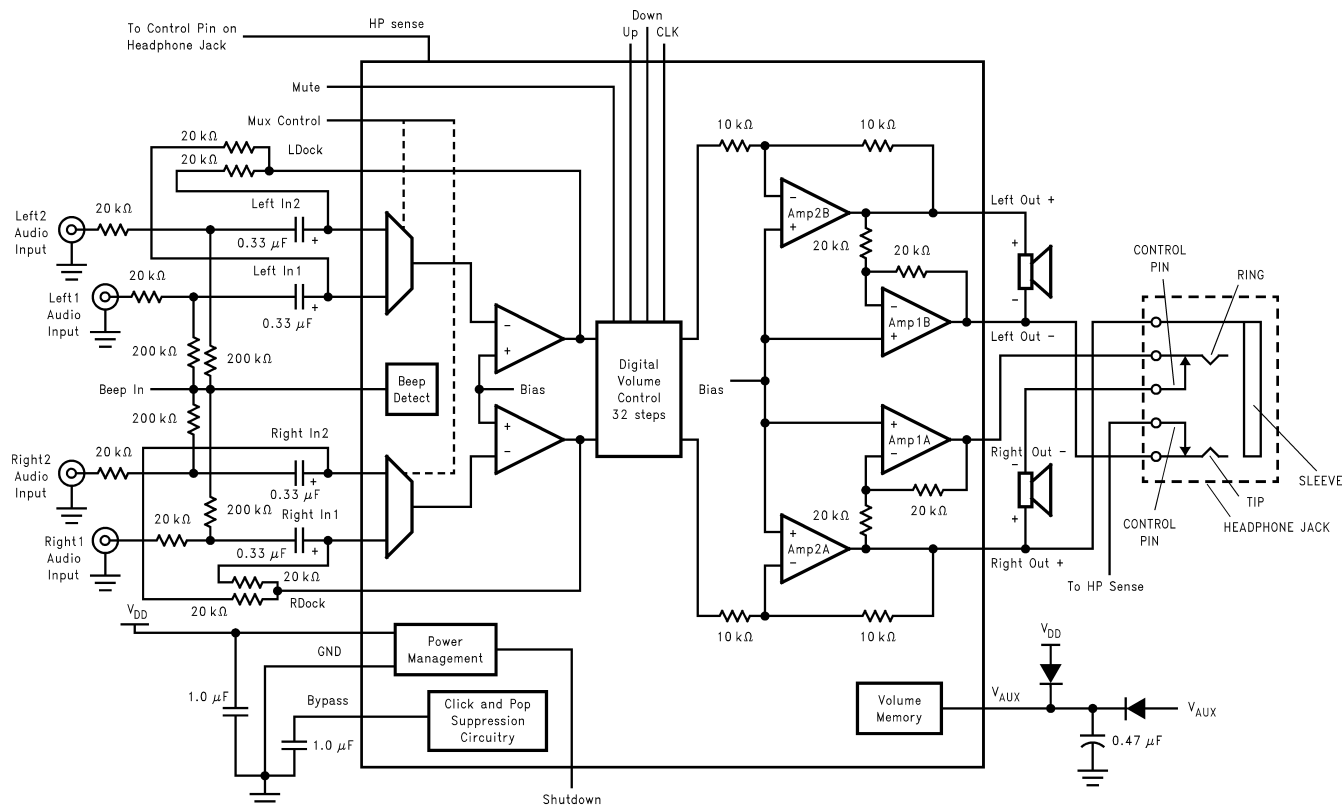 Down
HP sense
Up
CLK
To Control Pin on
Headphone Jack
Mute
Mux Control
20 kΩ
LDock
20 kΩ
10 kΩ
10 kΩ
Left In2
Left2
Audio
Input
20 kΩ
0.33 μF
+
-
Amp2B
+
Left Out +
20 kΩ
20 kΩ
+
-
CONTROL
PIN
RING
Left In1
20 kΩ
Left1
Audio
Input
0.33 μF
+
-
+
-
Amp1B
+
Left Out -
200 kΩ
200 kΩ
Beep In
200 kΩ
Beep
Detect
Bias
Digital
Volume
Control
32 steps
Bias
+
-
+
Amp1A
-
Right In2
Right2
Audio
Input
20 kΩ
0.33 μF
+
Right Out -
-
+
SLEEVE
TIP
HEADPHONE JACK
CONTROL
PIN
20 kΩ
20 kΩ
200 kΩ
Right In1
20 kΩ
Right1
Audio
Input
0.33 μF
+
+
Amp2A
-
Right Out +
To HP Sense
20 kΩ
20 kΩ
RDock
10 kΩ
10 kΩ
VDD
GND
Power
Management
VDD
1.0 μF
Bypass
Click and Pop
Suppression
Circuitry
1.0 μF
Volume
Memory
VAUX
VAUX
0.47 μF
Shutdown